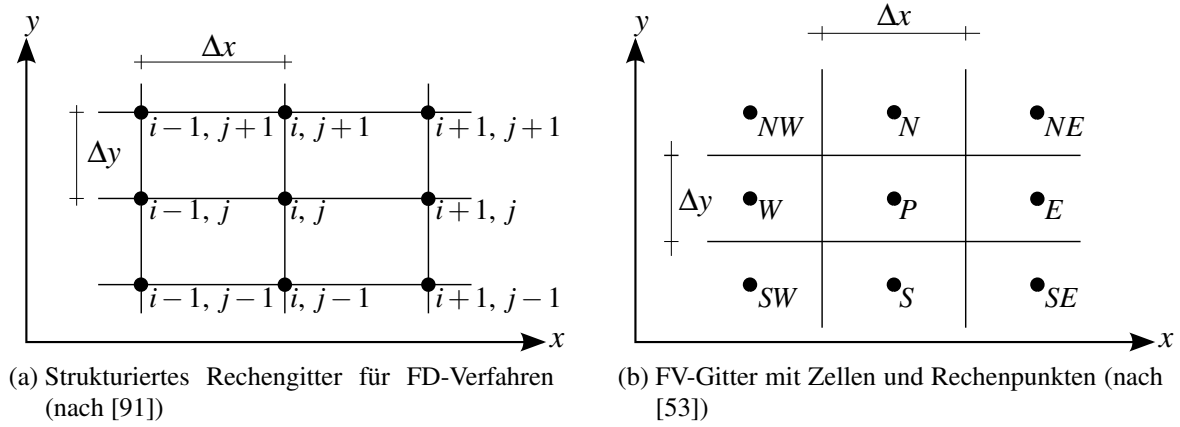 y
Δx
i−1, j+1 i, j+1 i+1, j+1
Δy
i−1, j i, j i+1, j
i−1, j−1 i, j−1 i+1, j−1
x
(a) Strukturiertes Rechengitter für FD-Verfahren
(nach [91])
y
Δx
NW N NE
Δy
W P E
SW S SE
x
(b) FV-Gitter mit Zellen und Rechenpunkten (nach
[53])